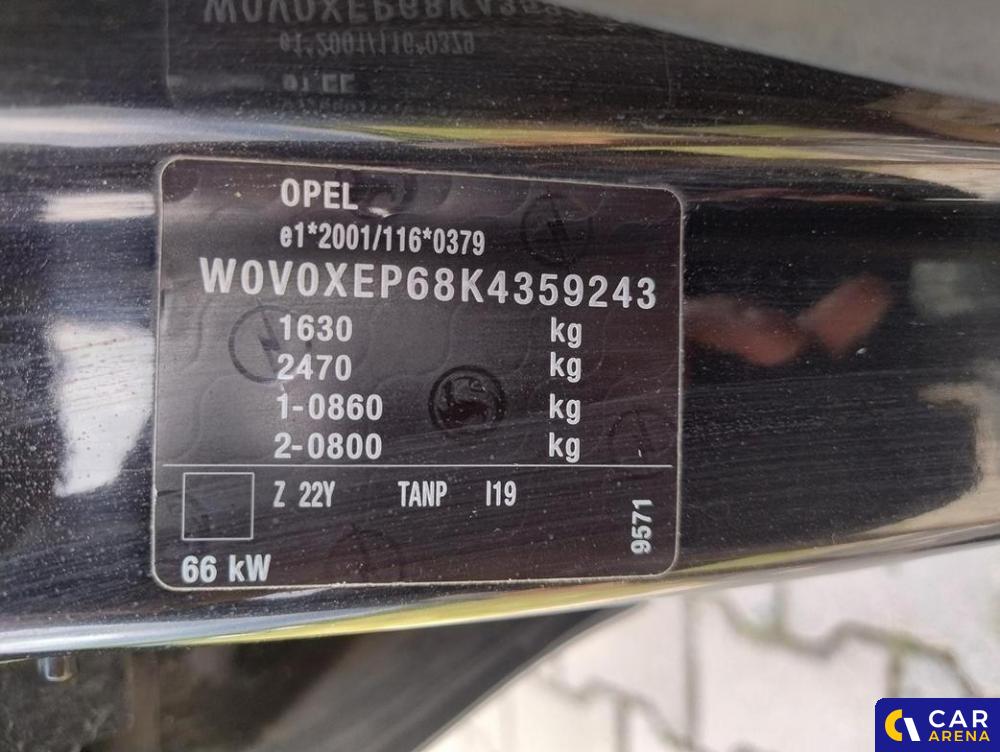 OPEL
e1*2001/116*0379
W0V0XEP68K4359243
1630 kg
2470 kg
1-0860 kg
2-0800 kg
Z 22Y TANP I19
9571
66 kW
CAR
ARENA